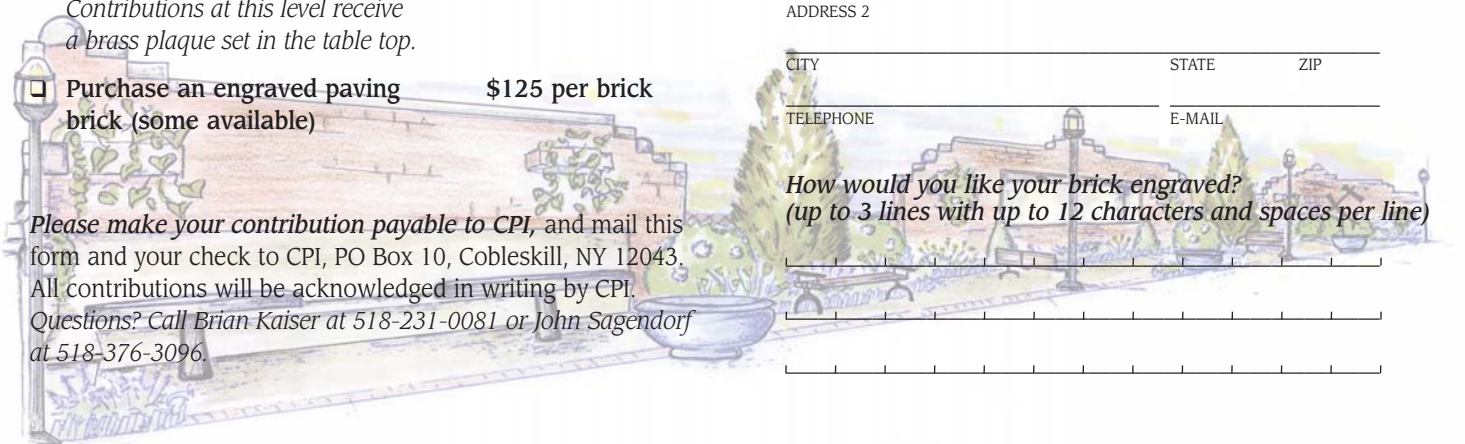 Contributions at this level receive
a brass plaque set in the table top.
❑ Purchase an engraved paving $125 per brick
brick (some available)
Please make your contribution payable to CPI, and mail this
form and your check to CPI, PO Box 10, Cobleskill, NY 12043.
All contributions will be acknowledged in writing by CPI.
Questions? Call Brian Kaiser at 518-231-0081 or John Sagendorf
at 518-376-3096.
ADDRESS 2
CITY STATE ZIP
TELEPHONE E-MAIL
How would you like your brick engraved?
(up to 3 lines with up to 12 characters and spaces per line)